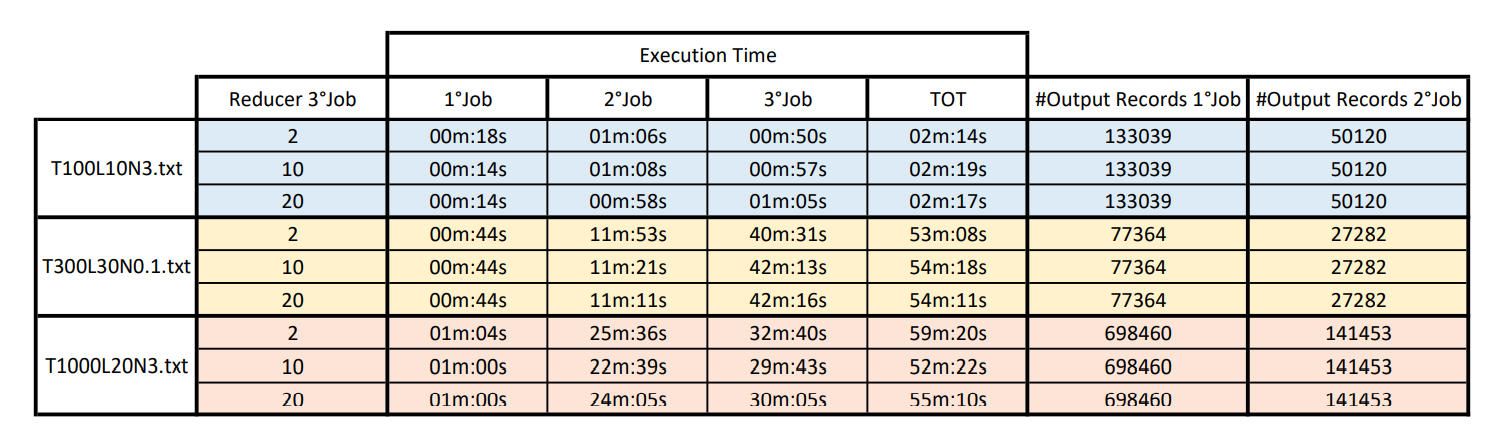 Execution Time
Reducer 3°Job 1°Job 2°Job 3°Job TOT #Output Records 1°Job #Output Records 2°Job
2 00m:18s 01m:06s 00m:50s 02m:14s 133039 50120
T100L10N3.txt 10 00m:14s 01m:08s 00m:57s 02m:19s 133039 50120
20 00m:14s 00m:58s 01m:05s 02m:17s 133039 50120
2 00m:44s 11m:53s 40m:31s 53m:08s 77364 27282
T300L30N0.1.txt 10 00m:44s 11m:21s 42m:13s 54m:18s 77364 27282
20 00m:44s 11m:11s 42m:16s 54m:11s 77364 27282
2 01m:04s 25m:36s 32m:40s 59m:20s 698460 141453
T1000L20N3.txt 10 01m:00s 22m:39s 29m:43s 52m:22s 698460 141453
20 01m:00s 24m:05s 30m:05s 55m:10s 698460 141453